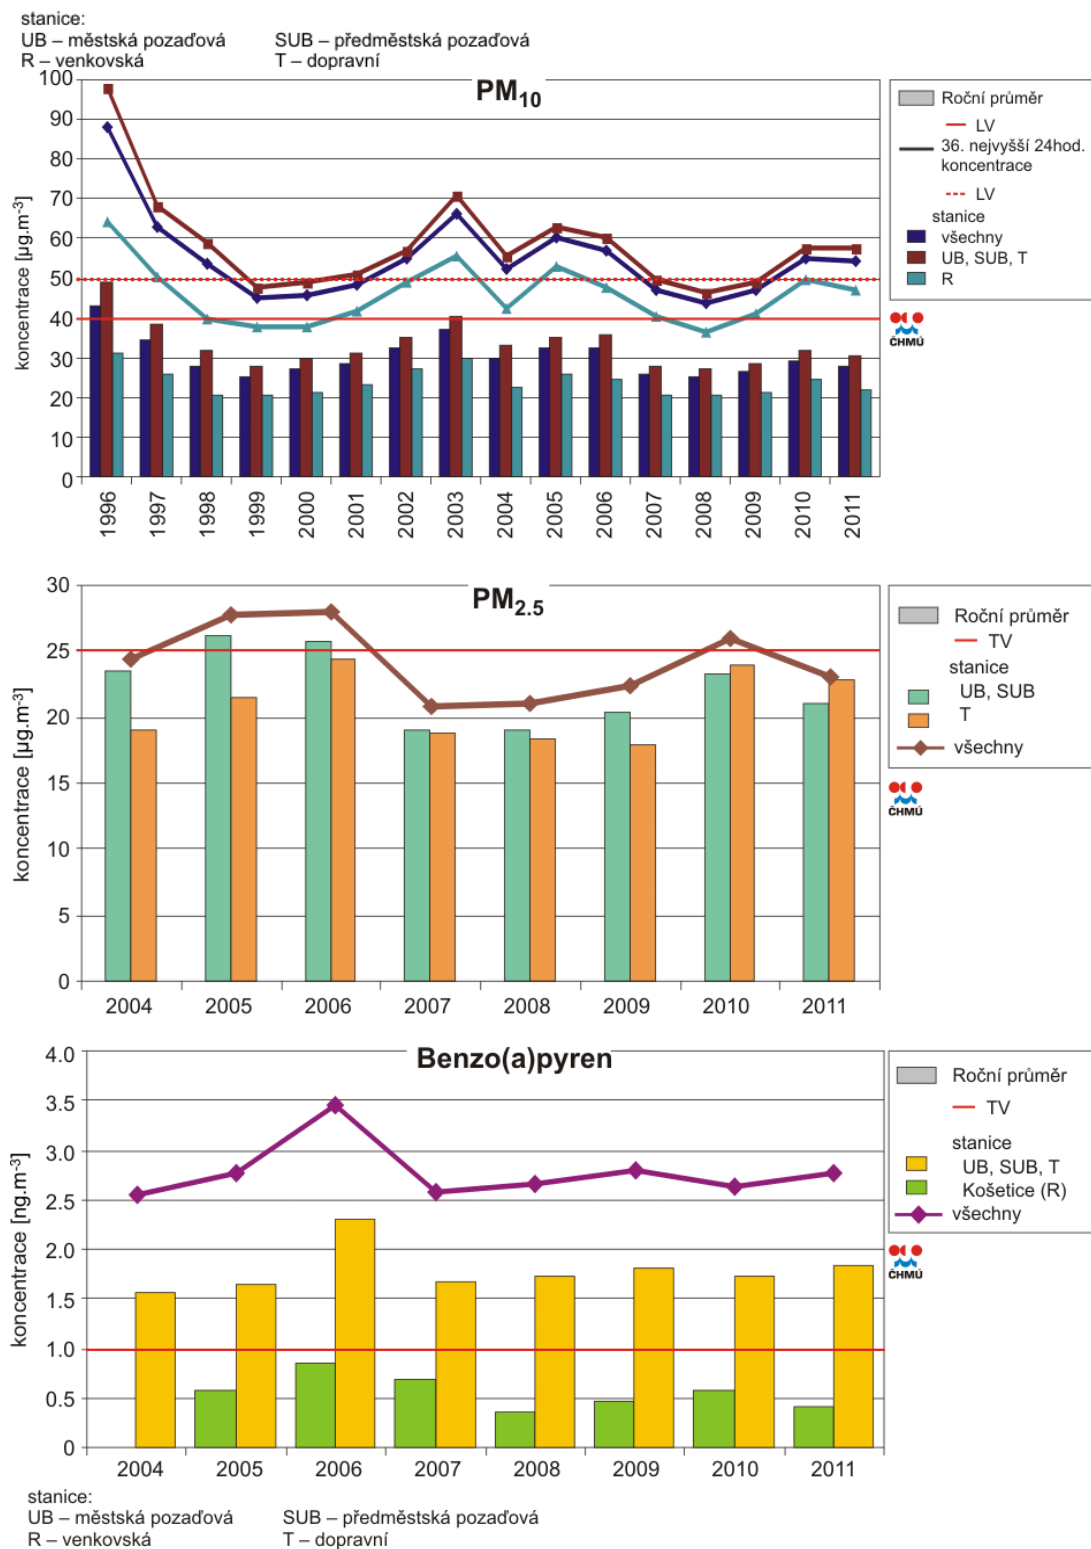 stanice:
UB – městská pozaďová SUB – předměstská pozaďová
R – venkovská T – dopravní
PM10
koncentrace [µg.m-3]
100
90
80
70
60
50
40
30
20
10
0
1996 1997 1998 1999 2000 2001 2002 2003 2004 2005 2006 2007 2008 2009 2010 2011
Roční průměr
LV
36. nejvyšší 24hod.
koncentrace
LV
stanice
všechny
UB, SUB, T
R
ČHMÚ
PM2.5
koncentrace [µg.m-3]
30
25
20
15
10
5
0
2004 2005 2006 2007 2008 2009 2010 2011
Roční průměr
TV
stanice
UB, SUB
T
všechny
ČHMÚ
Benzo(a)pyren
koncentrace [ng.m-3]
4.0
3.5
3.0
2.5
2.0
1.5
1.0
0.5
0
2004 2005 2006 2007 2008 2009 2010 2011
Roční průměr
TV
stanice
UB, SUB, T
Košetice (R)
všechny
ČHMÚ
stanice:
UB – městská pozaďová SUB – předměstská pozaďová
R – venkovská T – dopravní